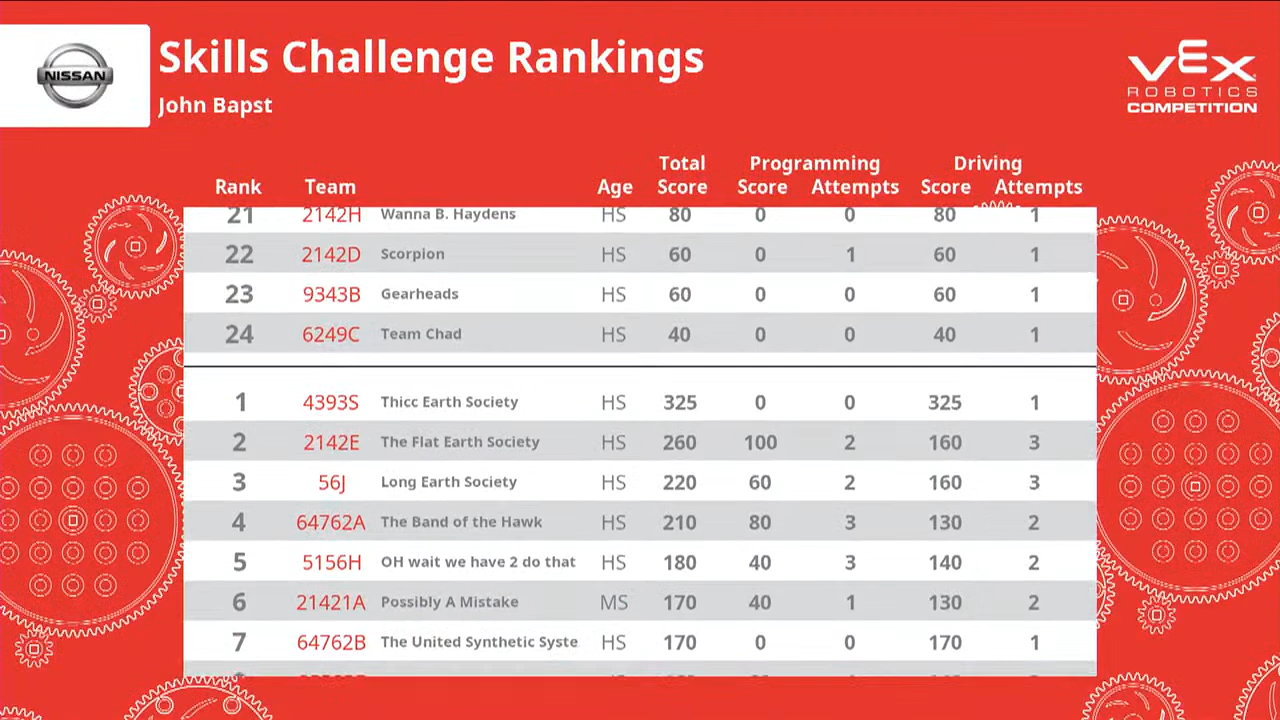 NISSAN
Skills Challenge Rankings
John Bapst
VEX
ROBOTICS
COMPETITION
Total Programming Driving
Rank Team Age Score Score Attempts Score Attempts
21 2142H Wanna B. Haydens HS 80 0 0 80 1
22 2142D Scorpion HS 60 0 1 60 1
23 9343B Gearheads HS 60 0 0 60 1
24 6249C Team Chad HS 40 0 0 40 1
1 4393S Thicc Earth Society HS 325 0 0 325 1
2 2142E The Flat Earth Society HS 260 100 2 160 3
3 56J Long Earth Society HS 220 60 2 160 3
4 64762A The Band of the Hawk HS 210 80 3 130 2
5 5156H OH wait we have 2 do that HS 180 40 3 140 2
6 21421A Possibly A Mistake MS 170 40 1 130 2
7 64762B The United Synthetic Syste HS 170 0 0 170 1